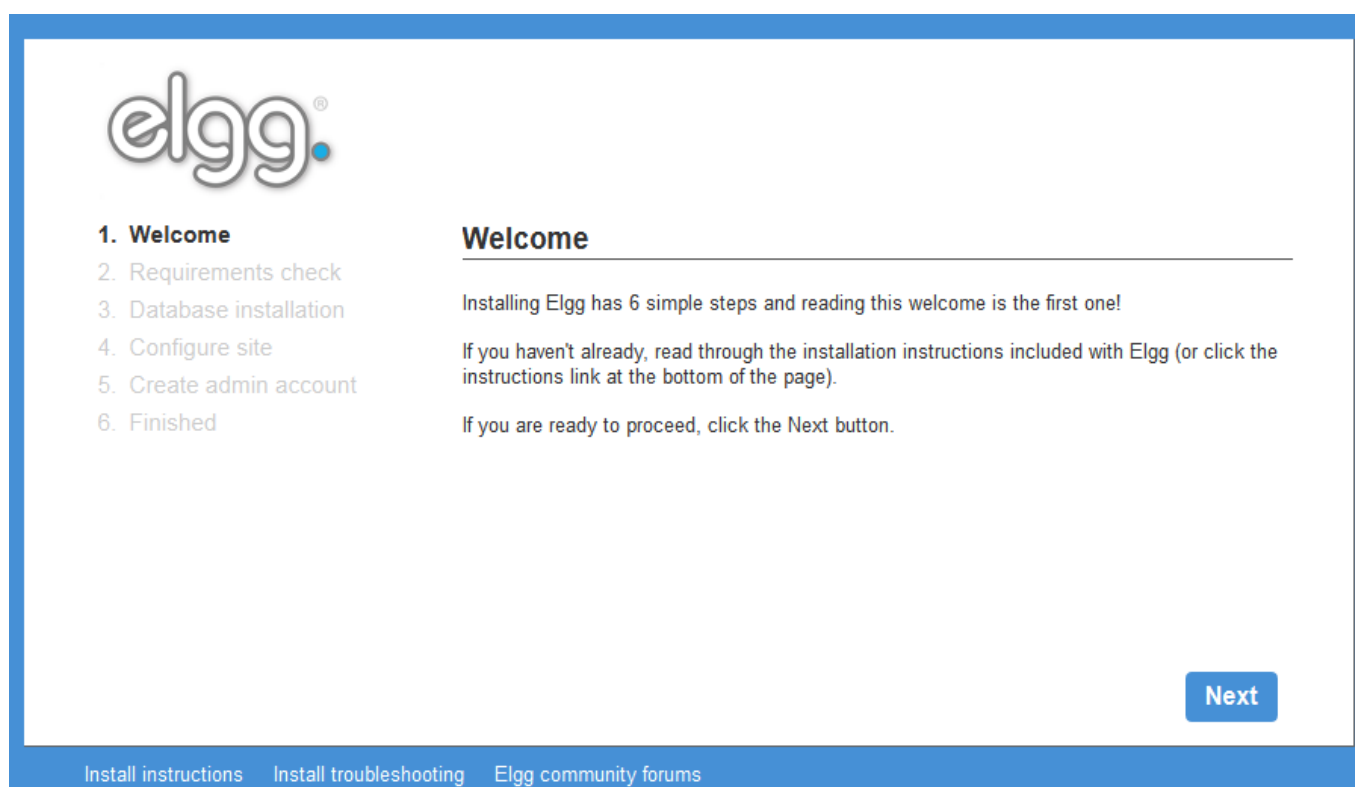 elgg.®
1. Welcome
2. Requirements check
3. Database installation
4. Configure site
5. Create admin account
6. Finished
Welcome
Installing Elgg has 6 simple steps and reading this welcome is the first one!
If you haven't already, read through the installation instructions included with Elgg (or click the
instructions link at the bottom of the page).
If you are ready to proceed, click the Next button.
Next
Install instructions Install troubleshooting Elgg community forums